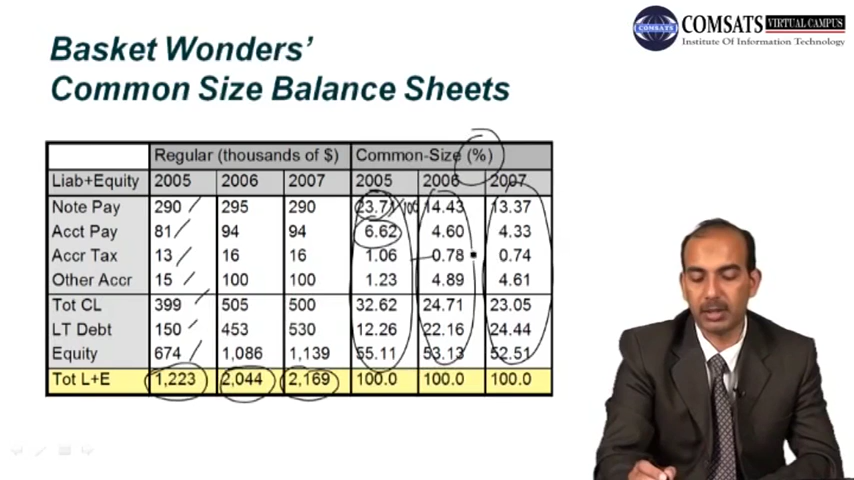 COMSATS VIRTUAL CAMPUS
Institute Of Information Technology
COMSATS
Basket Wonders’
Common Size Balance Sheets
Regular (thousands of $) Common-Size (%)
Liab+Equity 2005 2006 2007 2005 2006 2007
Note Pay 290 295 290 23.71 14.43 13.37
Acct Pay 81 94 94 6.62 4.60 4.33
Accr Tax 13 16 16 1.06 0.78 0.74
Other Accr 15 100 100 1.23 4.89 4.61
Tot CL 399 505 500 32.62 24.71 23.05
LT Debt 150 453 530 12.26 22.16 24.44
Equity 674 1,086 1,139 55.11 53.13 52.51
Tot L+E 1,223 2,044 2,169 100.0 100.0 100.0